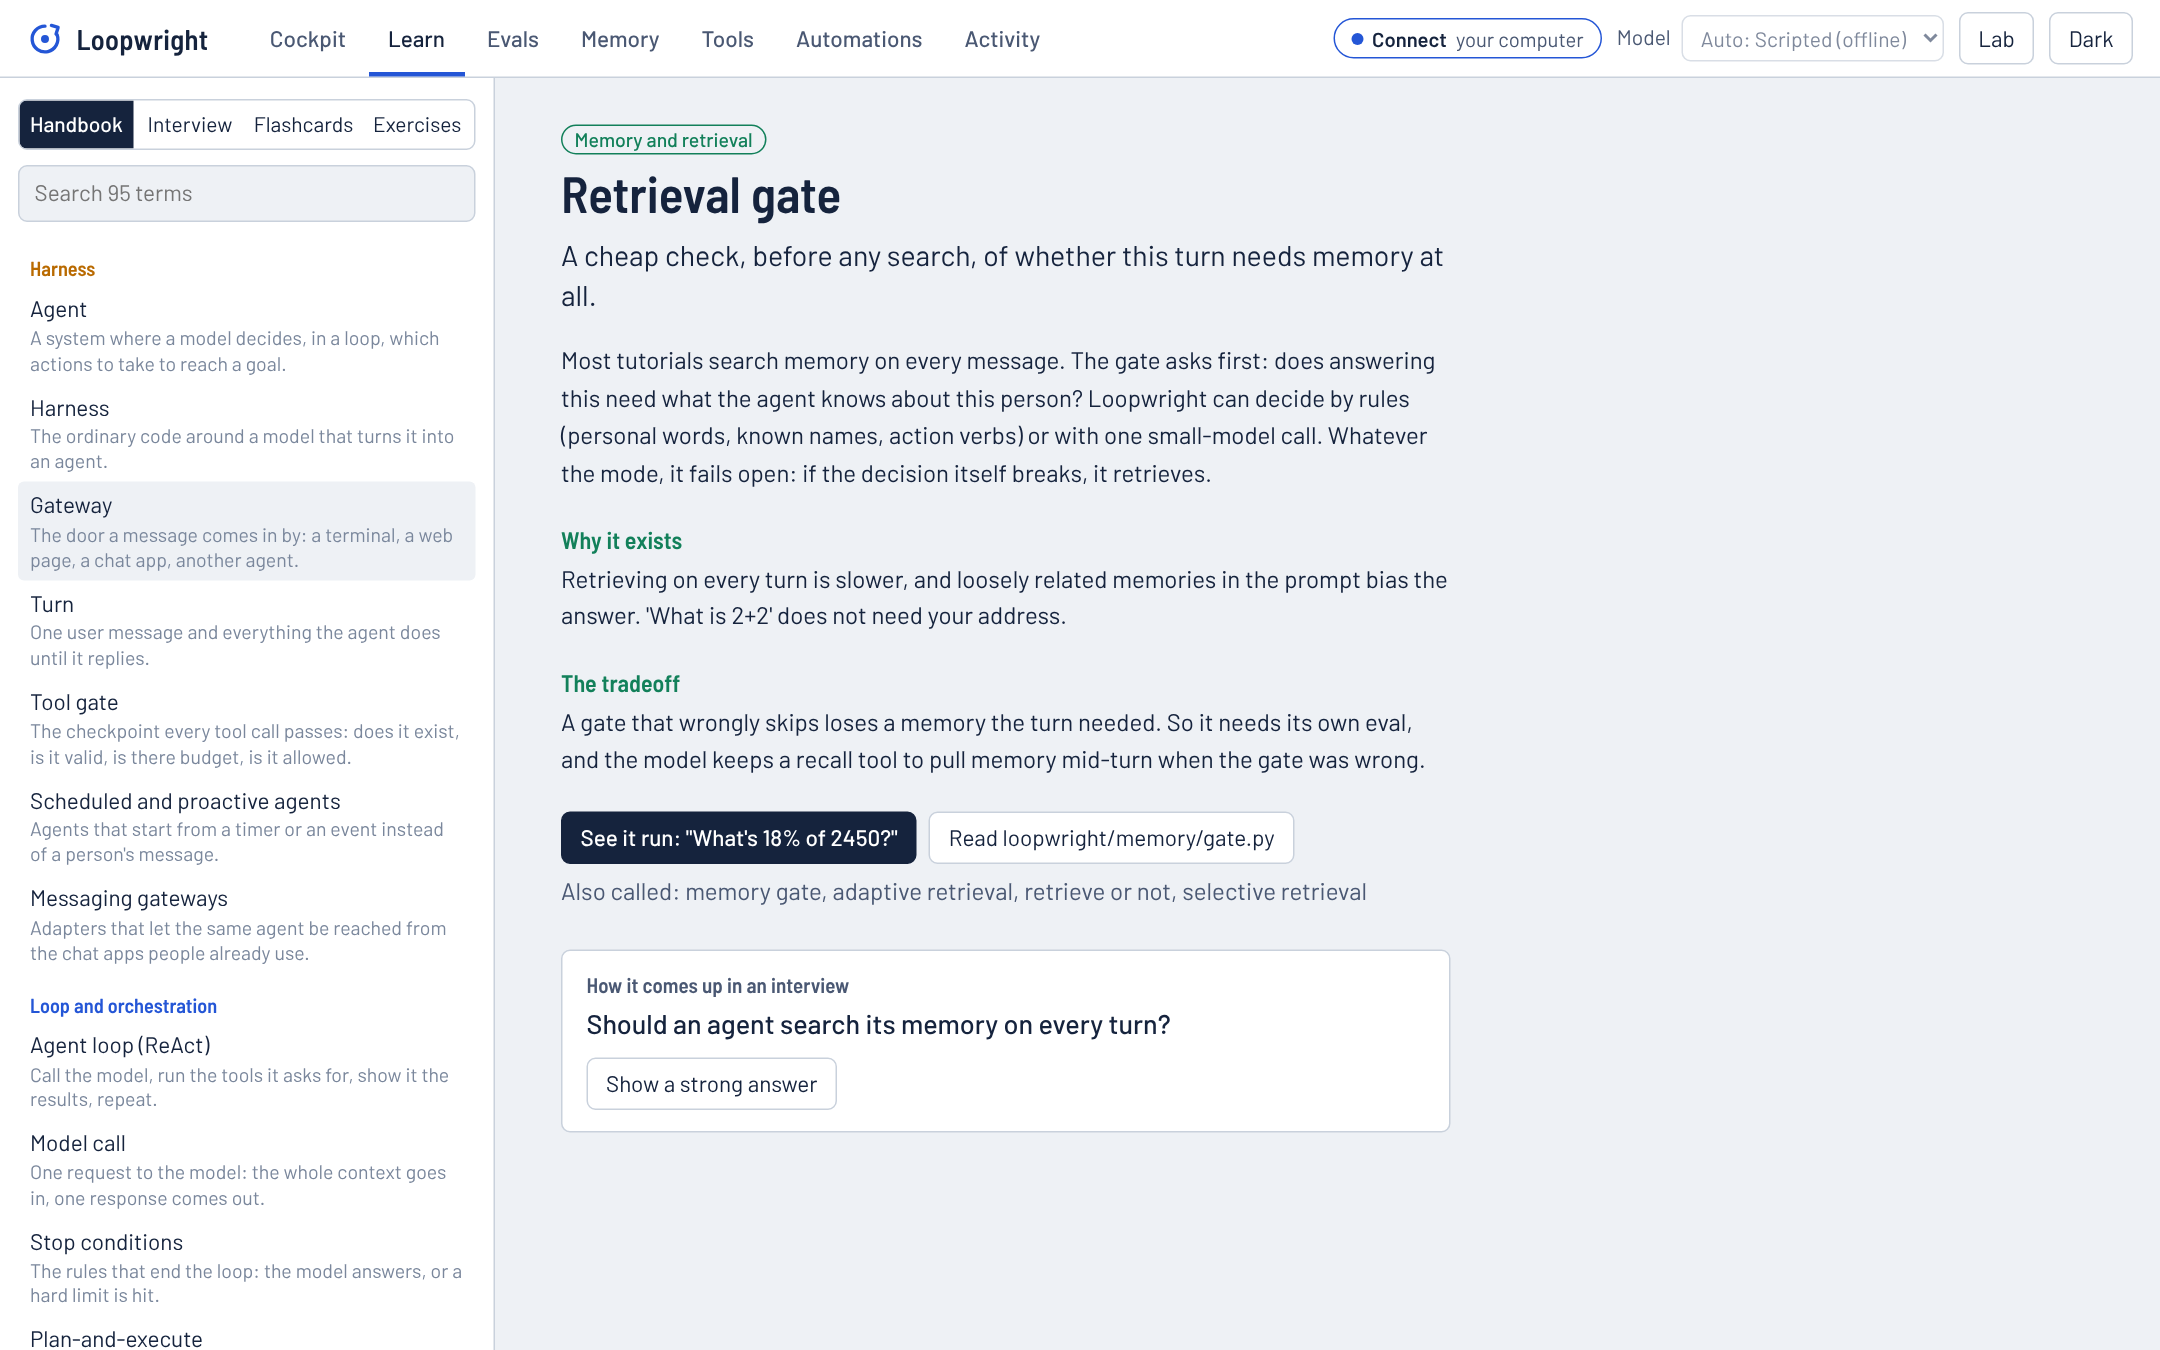 Loopwright
Cockpit
Learn
Evals
Memory
Tools
Automations
Activity
Connect your computer
Model
Auto: Scripted (offline)
Lab
Dark
Handbook
Interview
Flashcards
Exercises
Search 95 terms
Harness
Agent
A system where a model decides, in a loop, which
actions to take to reach a goal.
Harness
The ordinary code around a model that turns it into
an agent.
Gateway
The door a message comes in by: a terminal, a web
page, a chat app, another agent.
Turn
One user message and everything the agent does
until it replies.
Tool gate
The checkpoint every tool call passes: does it exist,
is it valid, is there budget, is it allowed.
Scheduled and proactive agents
Agents that start from a timer or an event instead
of a person's message.
Messaging gateways
Adapters that let the same agent be reached from
the chat apps people already use.
Loop and orchestration
Agent loop (ReAct)
Call the model, run the tools it asks for, show it the
results, repeat.
Model call
One request to the model: the whole context goes
in, one response comes out.
Stop conditions
The rules that end the loop: the model answers, or a
hard limit is hit.
Plan-and-execute
Memory and retrieval
Retrieval gate
A cheap check, before any search, of whether this turn needs memory at
all.
Most tutorials search memory on every message. The gate asks first: does answering
this need what the agent knows about this person? Loopwright can decide by rules
(personal words, known names, action verbs) or with one small-model call. Whatever
the mode, it fails open: if the decision itself breaks, it retrieves.
Why it exists
Retrieving on every turn is slower, and loosely related memories in the prompt bias the
answer. 'What is 2+2' does not need your address.
The tradeoff
A gate that wrongly skips loses a memory the turn needed. So it needs its own eval,
and the model keeps a recall tool to pull memory mid-turn when the gate was wrong.
See it run: "What's 18% of 2450?"
Read loopwright/memory/gate.py
Also called: memory gate, adaptive retrieval, retrieve or not, selective retrieval
How it comes up in an interview
Should an agent search its memory on every turn?
Show a strong answer